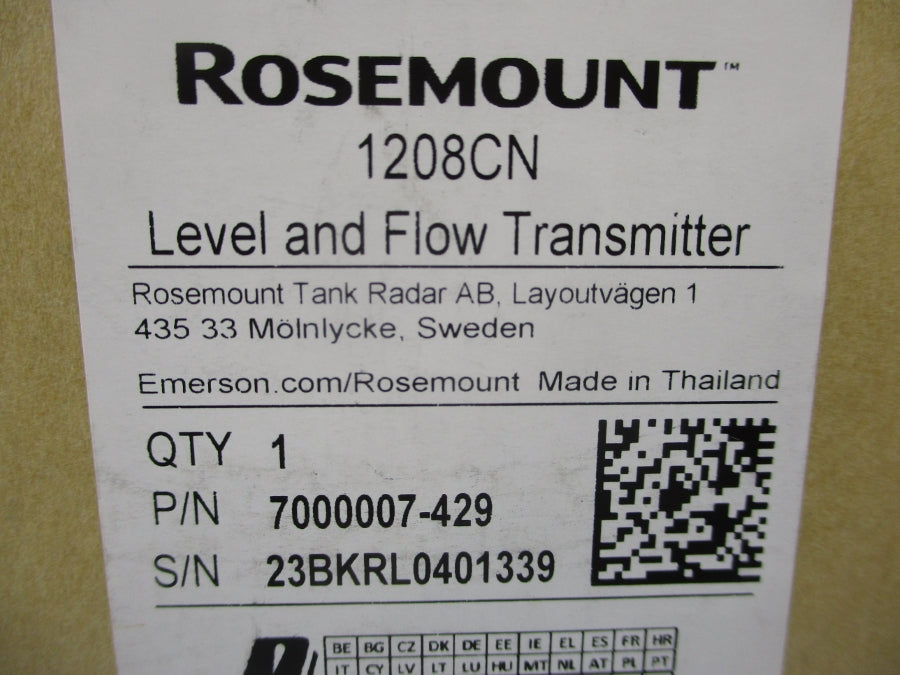 ROSEMOUNT™
1208CN
Level and Flow Transmitter
Rosemount Tank Radar AB, Layoutvägen 1
435 33 Mölnlycke, Sweden
Emerson.com/Rosemount Made in Thailand
QTY 1
P/N 7000007-429
S/N 23BKRL0401339
BE BG CZ DK DE EE IE EL ES FR HR
IT CY LV LT LU HU MT NL AT PL PT